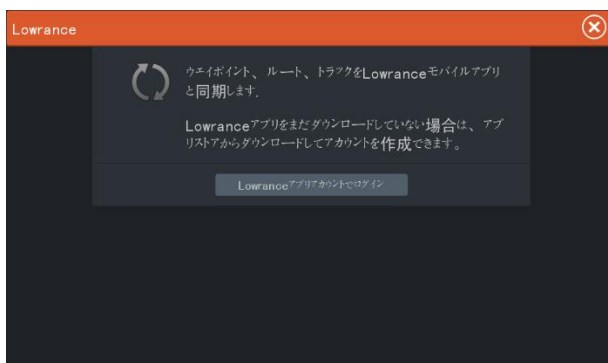 Lowrance
ウエイポイント、ルート、トラックをLowranceモバイルアプリ
と同期します.
Lowranceアプリをまだダウンロードしていない場合は、アプ
リストアからダウンロードしてアカウントを作成できます。
Lowranceアプリアカウントでログイン